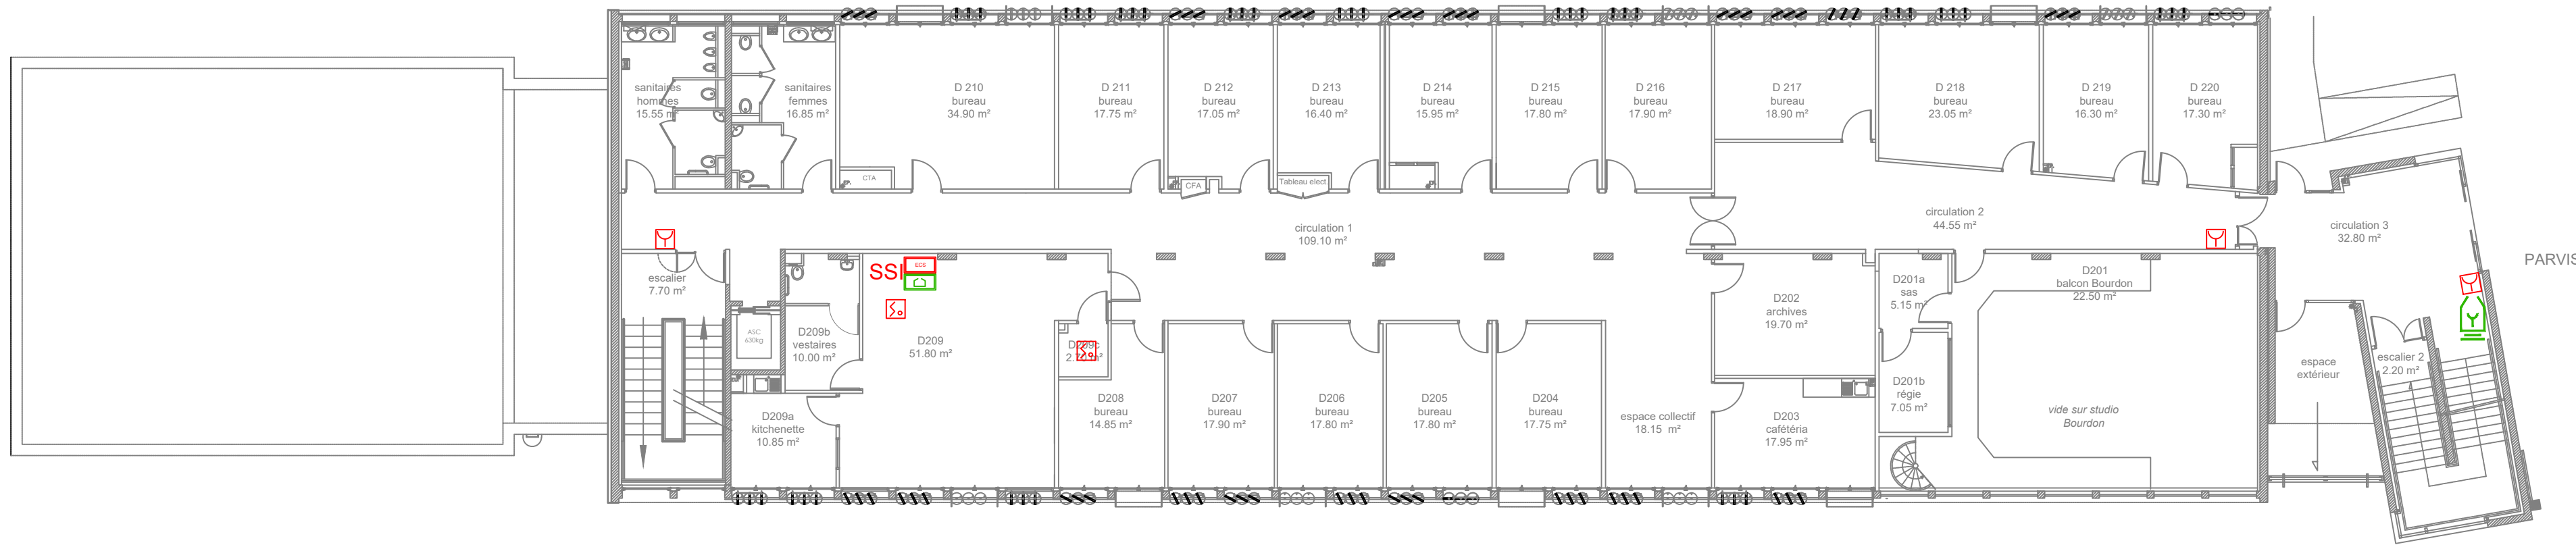 sanitaires
hommes
15.55 m²
sanitaires
femmes
16.85 m²
D 210
bureau
34.90 m²
D 211
bureau
17.75 m²
D 212
bureau
17.05 m²
D 213
bureau
16.40 m²
D 214
bureau
15.95 m²
D 215
bureau
17.80 m²
D 216
bureau
17.90 m²
D 217
bureau
18.90 m²
D 218
bureau
23.05 m²
D 219
bureau
16.30 m²
D 220
bureau
17.30 m²
CTA
CFA
Tableau elect.
circulation 1
109.10 m²
circulation 2
44.55 m²
circulation 3
32.80 m²
PARVIS
escalier
7.70 m²
SSI
ECS
ASC
630kg
D209b
vestaires
10.00 m²
D209
51.80 m²
D209c
D202
archives
19.70 m²
D201a
sas
5.15 m²
D201
balcon Bourdon
22.50 m²
D209a
kitchenette
10.85 m²
D208
bureau
14.85 m²
D207
bureau
17.90 m²
D206
bureau
17.80 m²
D205
bureau
17.80 m²
D204
bureau
17.75 m²
espace collectif
18.15 m²
D203
cafétéria
17.95 m²
D201b
régie
7.05 m²
vide sur studio
Bourdon
espace
extérieur
escalier 2
2.20 m²